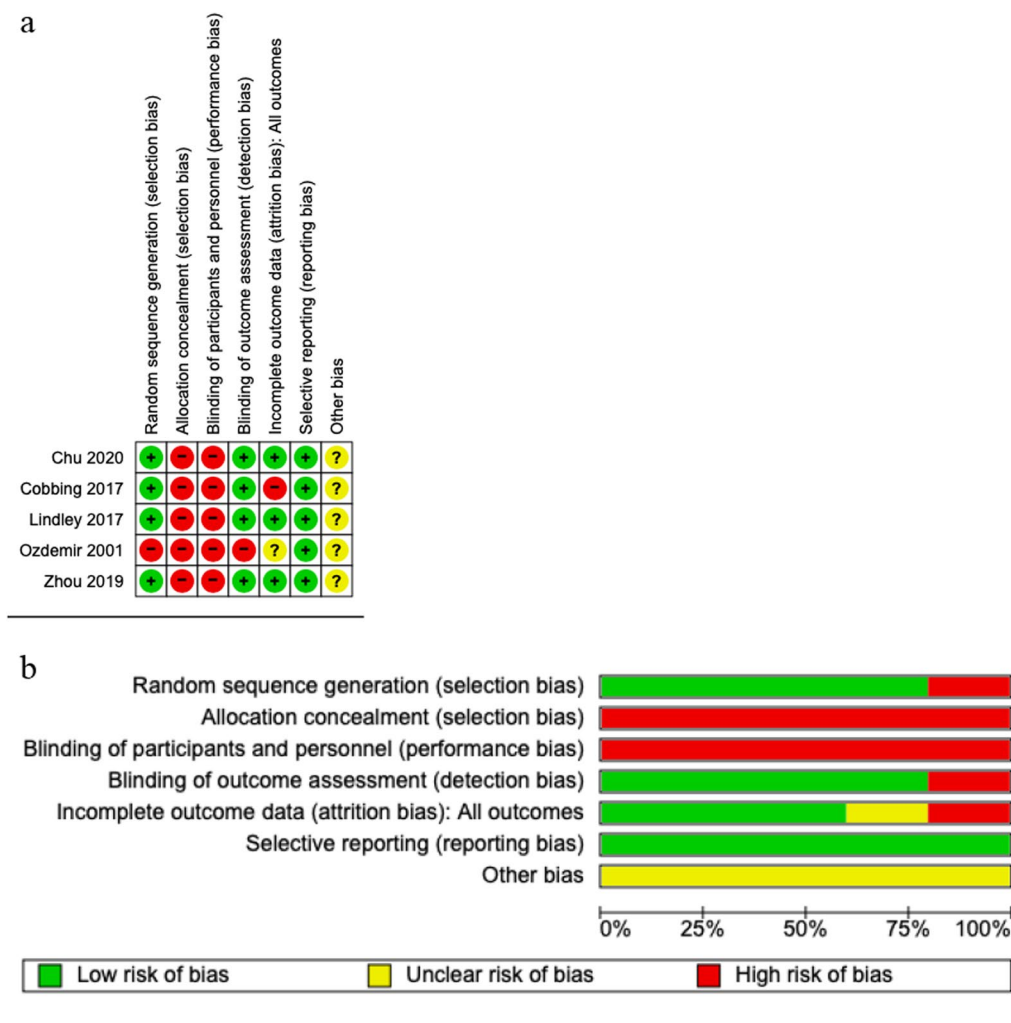 a
Random sequence generation (selection bias)
Allocation concealment (selection bias)
Blinding of participants and personnel (performance bias)
Blinding of outcome assessment (detection bias)
Incomplete outcome data (attrition bias): All outcomes
Selective reporting (reporting bias)
Other bias
Chu 2020 + - - + + + ?
Cobbing 2017 + - - + - + ?
Lindley 2017 + - - + + + ?
Ozdemir 2001 - - - - ? + ?
Zhou 2019 + - - + + + ?
b
Random sequence generation (selection bias)
Allocation concealment (selection bias)
Blinding of participants and personnel (performance bias)
Blinding of outcome assessment (detection bias)
Incomplete outcome data (attrition bias): All outcomes
Selective reporting (reporting bias)
Other bias
0% 25% 50% 75% 100%
Low risk of bias Unclear risk of bias High risk of bias